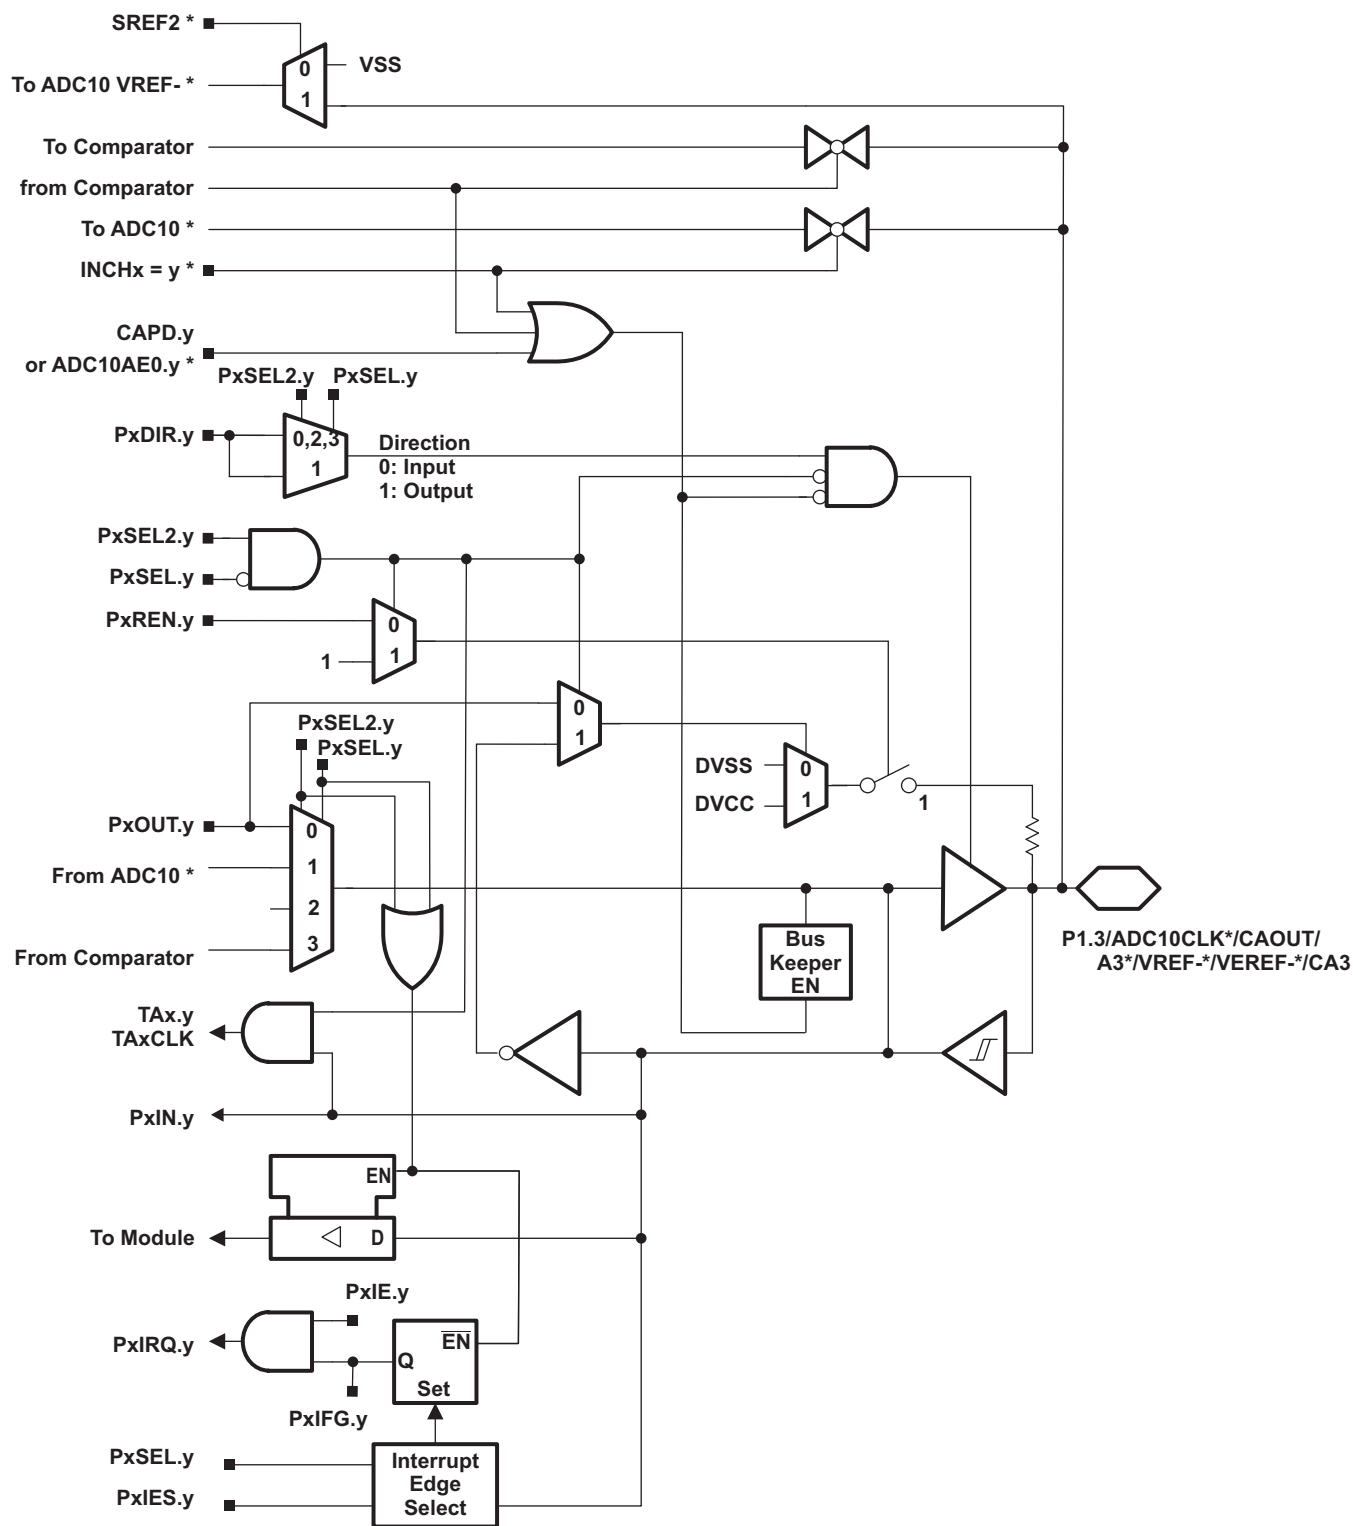 SREF2 *
VSS
0
To ADC10 VREF- *
1
To Comparator
from Comparator
To ADC10 *
INCHx = y *
CAPD.y
or ADC10AE0.y *
PxSEL2.y PxSEL.y
PxDIR.y
0,2,3
1
Direction
0: Input
1: Output
PxSEL2.y
PxSEL.y
PxREN.y
0
1
1
0
1
PxSEL2.y
PxSEL.y
DVSS
0
DVCC
1
1
PxOUT.y
0
From ADC10 *
1
2
From Comparator
3
Bus
Keeper
EN
P1.3/ADC10CLK*/CAOUT/
A3*/VREF-*/VEREF-*/CA3
TAx.y
TAxCLK
PxIN.y
EN
To Module
D
PxIE.y
PxIRQ.y
EN
Q
Set
PxIFG.y
PxSEL.y
PxIES.y
Interrupt
Edge
Select